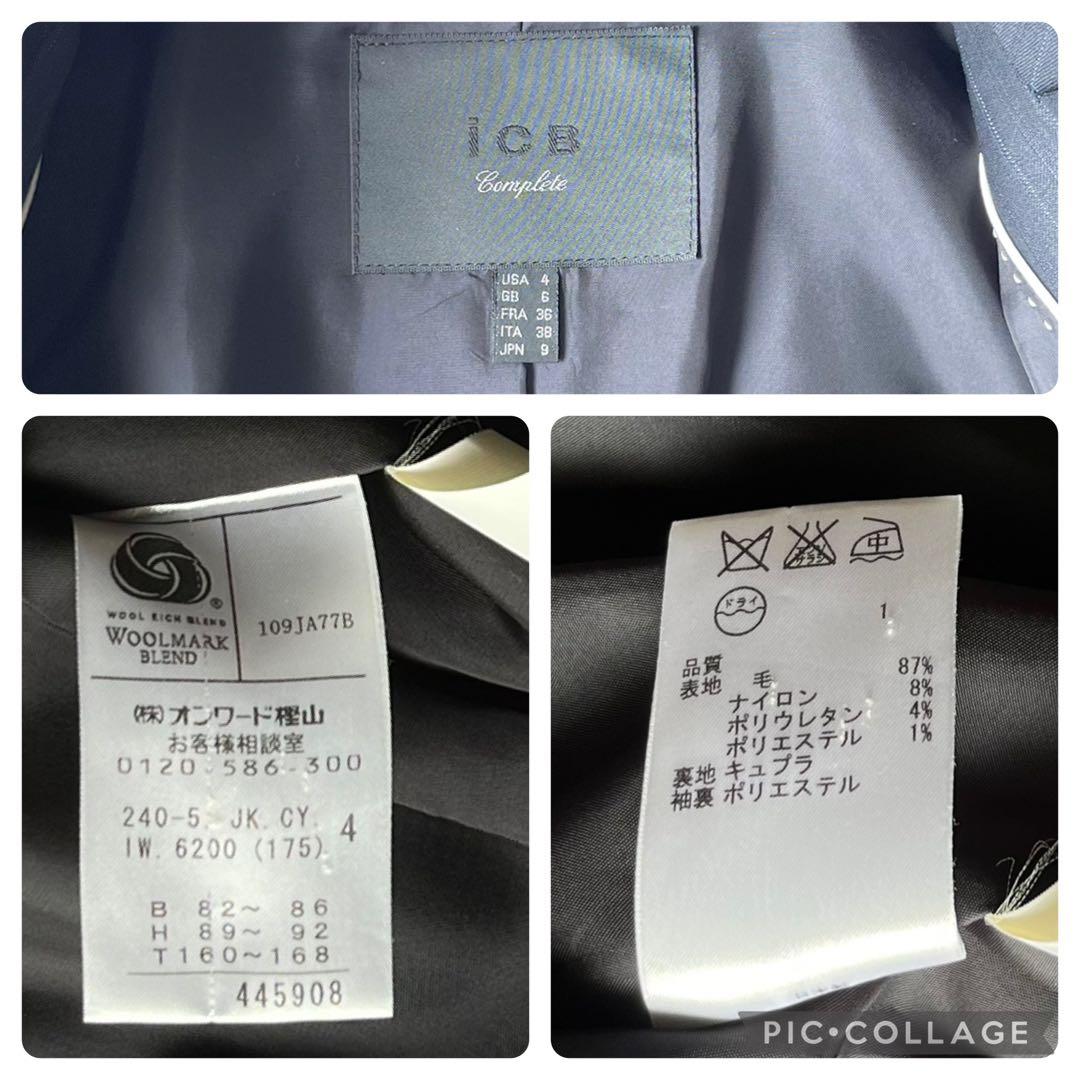 iCB
Complete
USA 4
GB 6
FRA 36
ITA 38
JPN 9
WOOL RICH BLEND
WOOLMARK
BLEND
®
109JA77B
(株)オンワード樫山
お客様相談室
0120-586-300
240-5. JK. CY. 4
IW. 6200 (175)
B 82～ 86
H 89～ 92
T160～168
445908
中
ドライ
1
品質
表地 毛 87%
ナイロン 8%
ポリウレタン 4%
ポリエステル 1%
裏地 キュプラ
袖裏 ポリエステル
PIC•COLLAGE